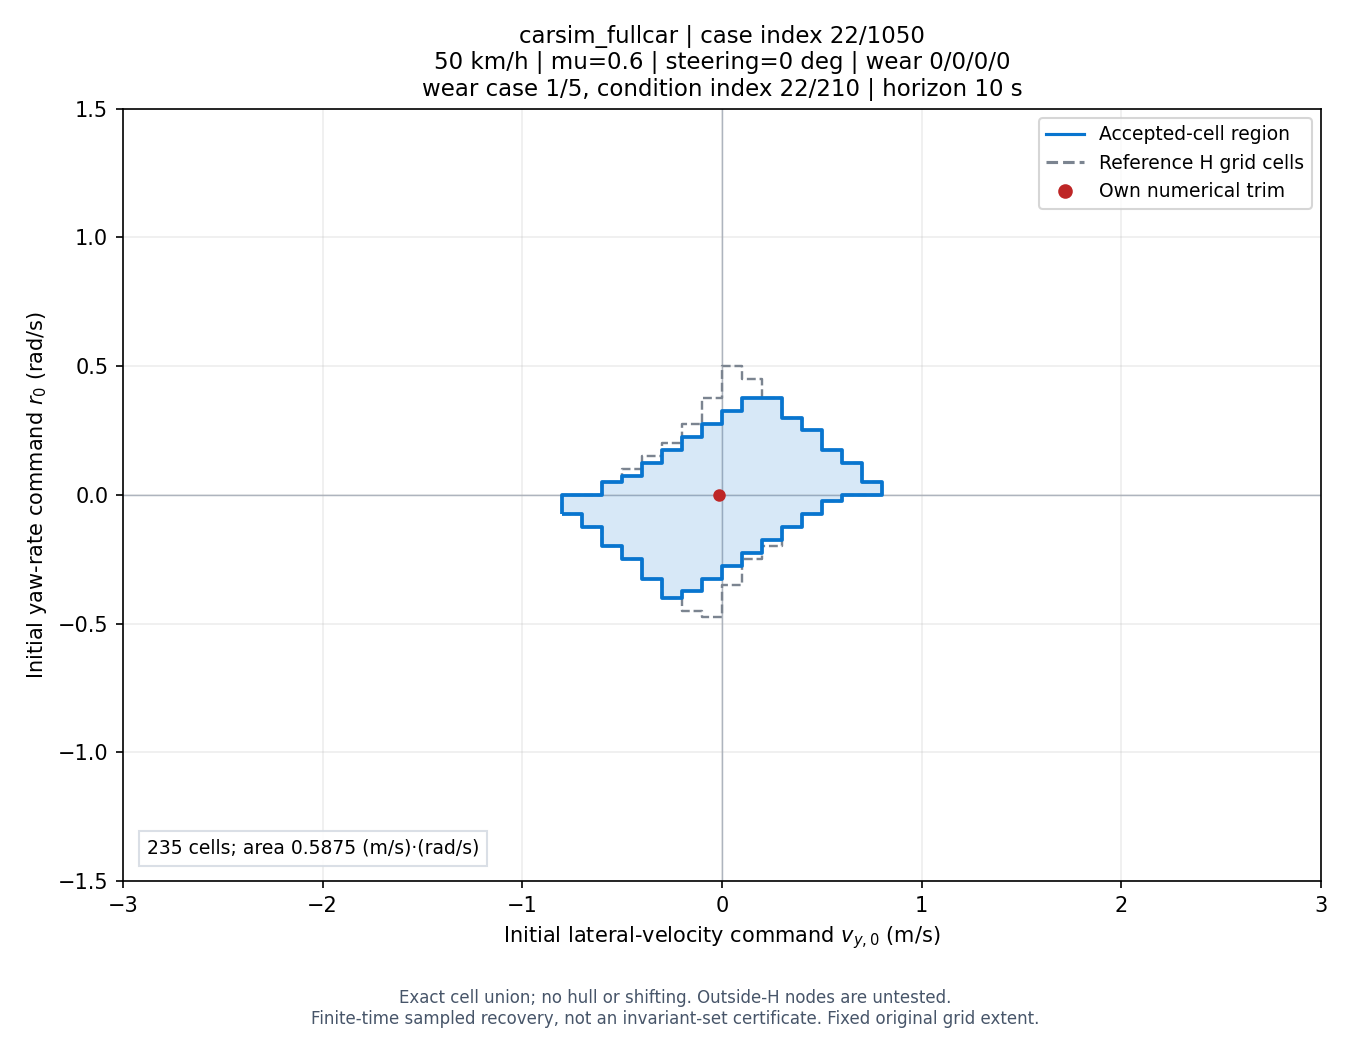 carsim_fullcar | case index 22/1050
50 km/h | mu=0.6 | steering=0 deg | wear 0/0/0/0
wear case 1/5, condition index 22/210 | horizon 10 s
Accepted-cell region
Reference H grid cells
Own numerical trim
1.5
1.0
0.5
0.0
−0.5
−1.0
−1.5
Initial yaw-rate command r0 (rad/s)
235 cells; area 0.5875 (m/s)·(rad/s)
−3
−2
−1
0
1
2
3
Initial lateral-velocity command vy,0 (m/s)
Exact cell union; no hull or shifting. Outside-H nodes are untested.
Finite-time sampled recovery, not an invariant-set certificate. Fixed original grid extent.